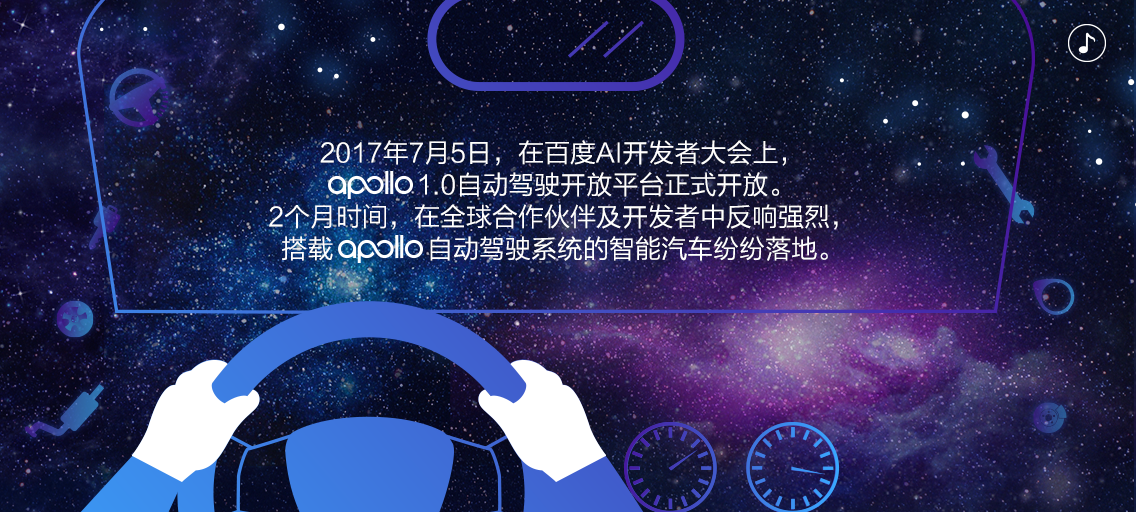 2017年7月5日，在百度AI开发者大会上，
apollo 1.0自动驾驶开放平台正式开放。
2个月时间，在全球合作伙伴及开发者中反响强烈，
搭载 apollo 自动驾驶系统的智能汽车纷纷落地。